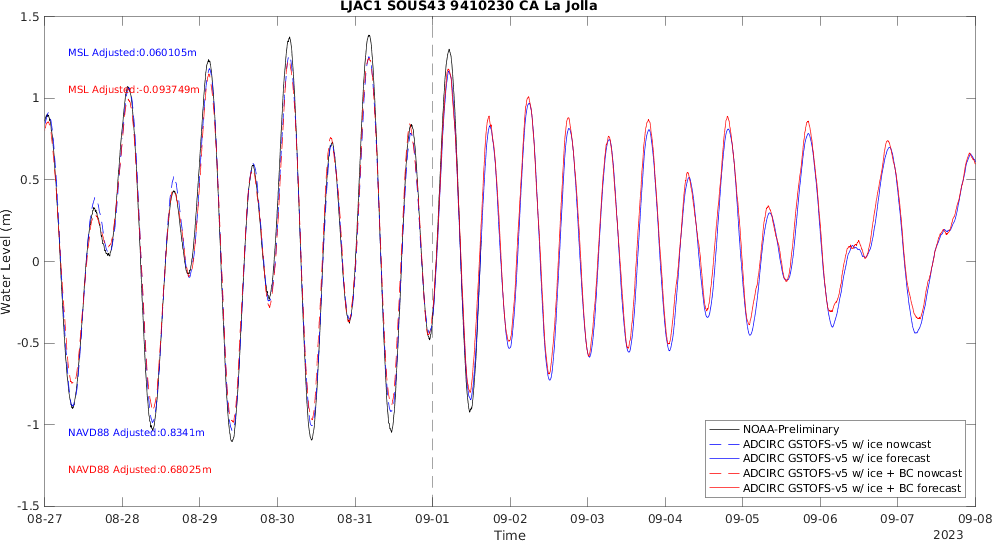 LJAC1 SOUS43 9410230 CA La Jolla
1.5
1
0.5
0
-0.5
-1
-1.5
Water Level (m)
MSL Adjusted:0.060105m
MSL Adjusted:-0.093749m
NAVD88 Adjusted:0.8341m
NAVD88 Adjusted:0.68025m
NOAA-Preliminary
ADCIRC GSTOFS-v5 w/ ice nowcast
ADCIRC GSTOFS-v5 w/ ice forecast
ADCIRC GSTOFS-v5 w/ ice + BC nowcast
ADCIRC GSTOFS-v5 w/ ice + BC forecast
08-27 08-28 08-29 08-30 08-31 09-01 09-02 09-03 09-04 09-05 09-06 09-07 09-08
Time
2023